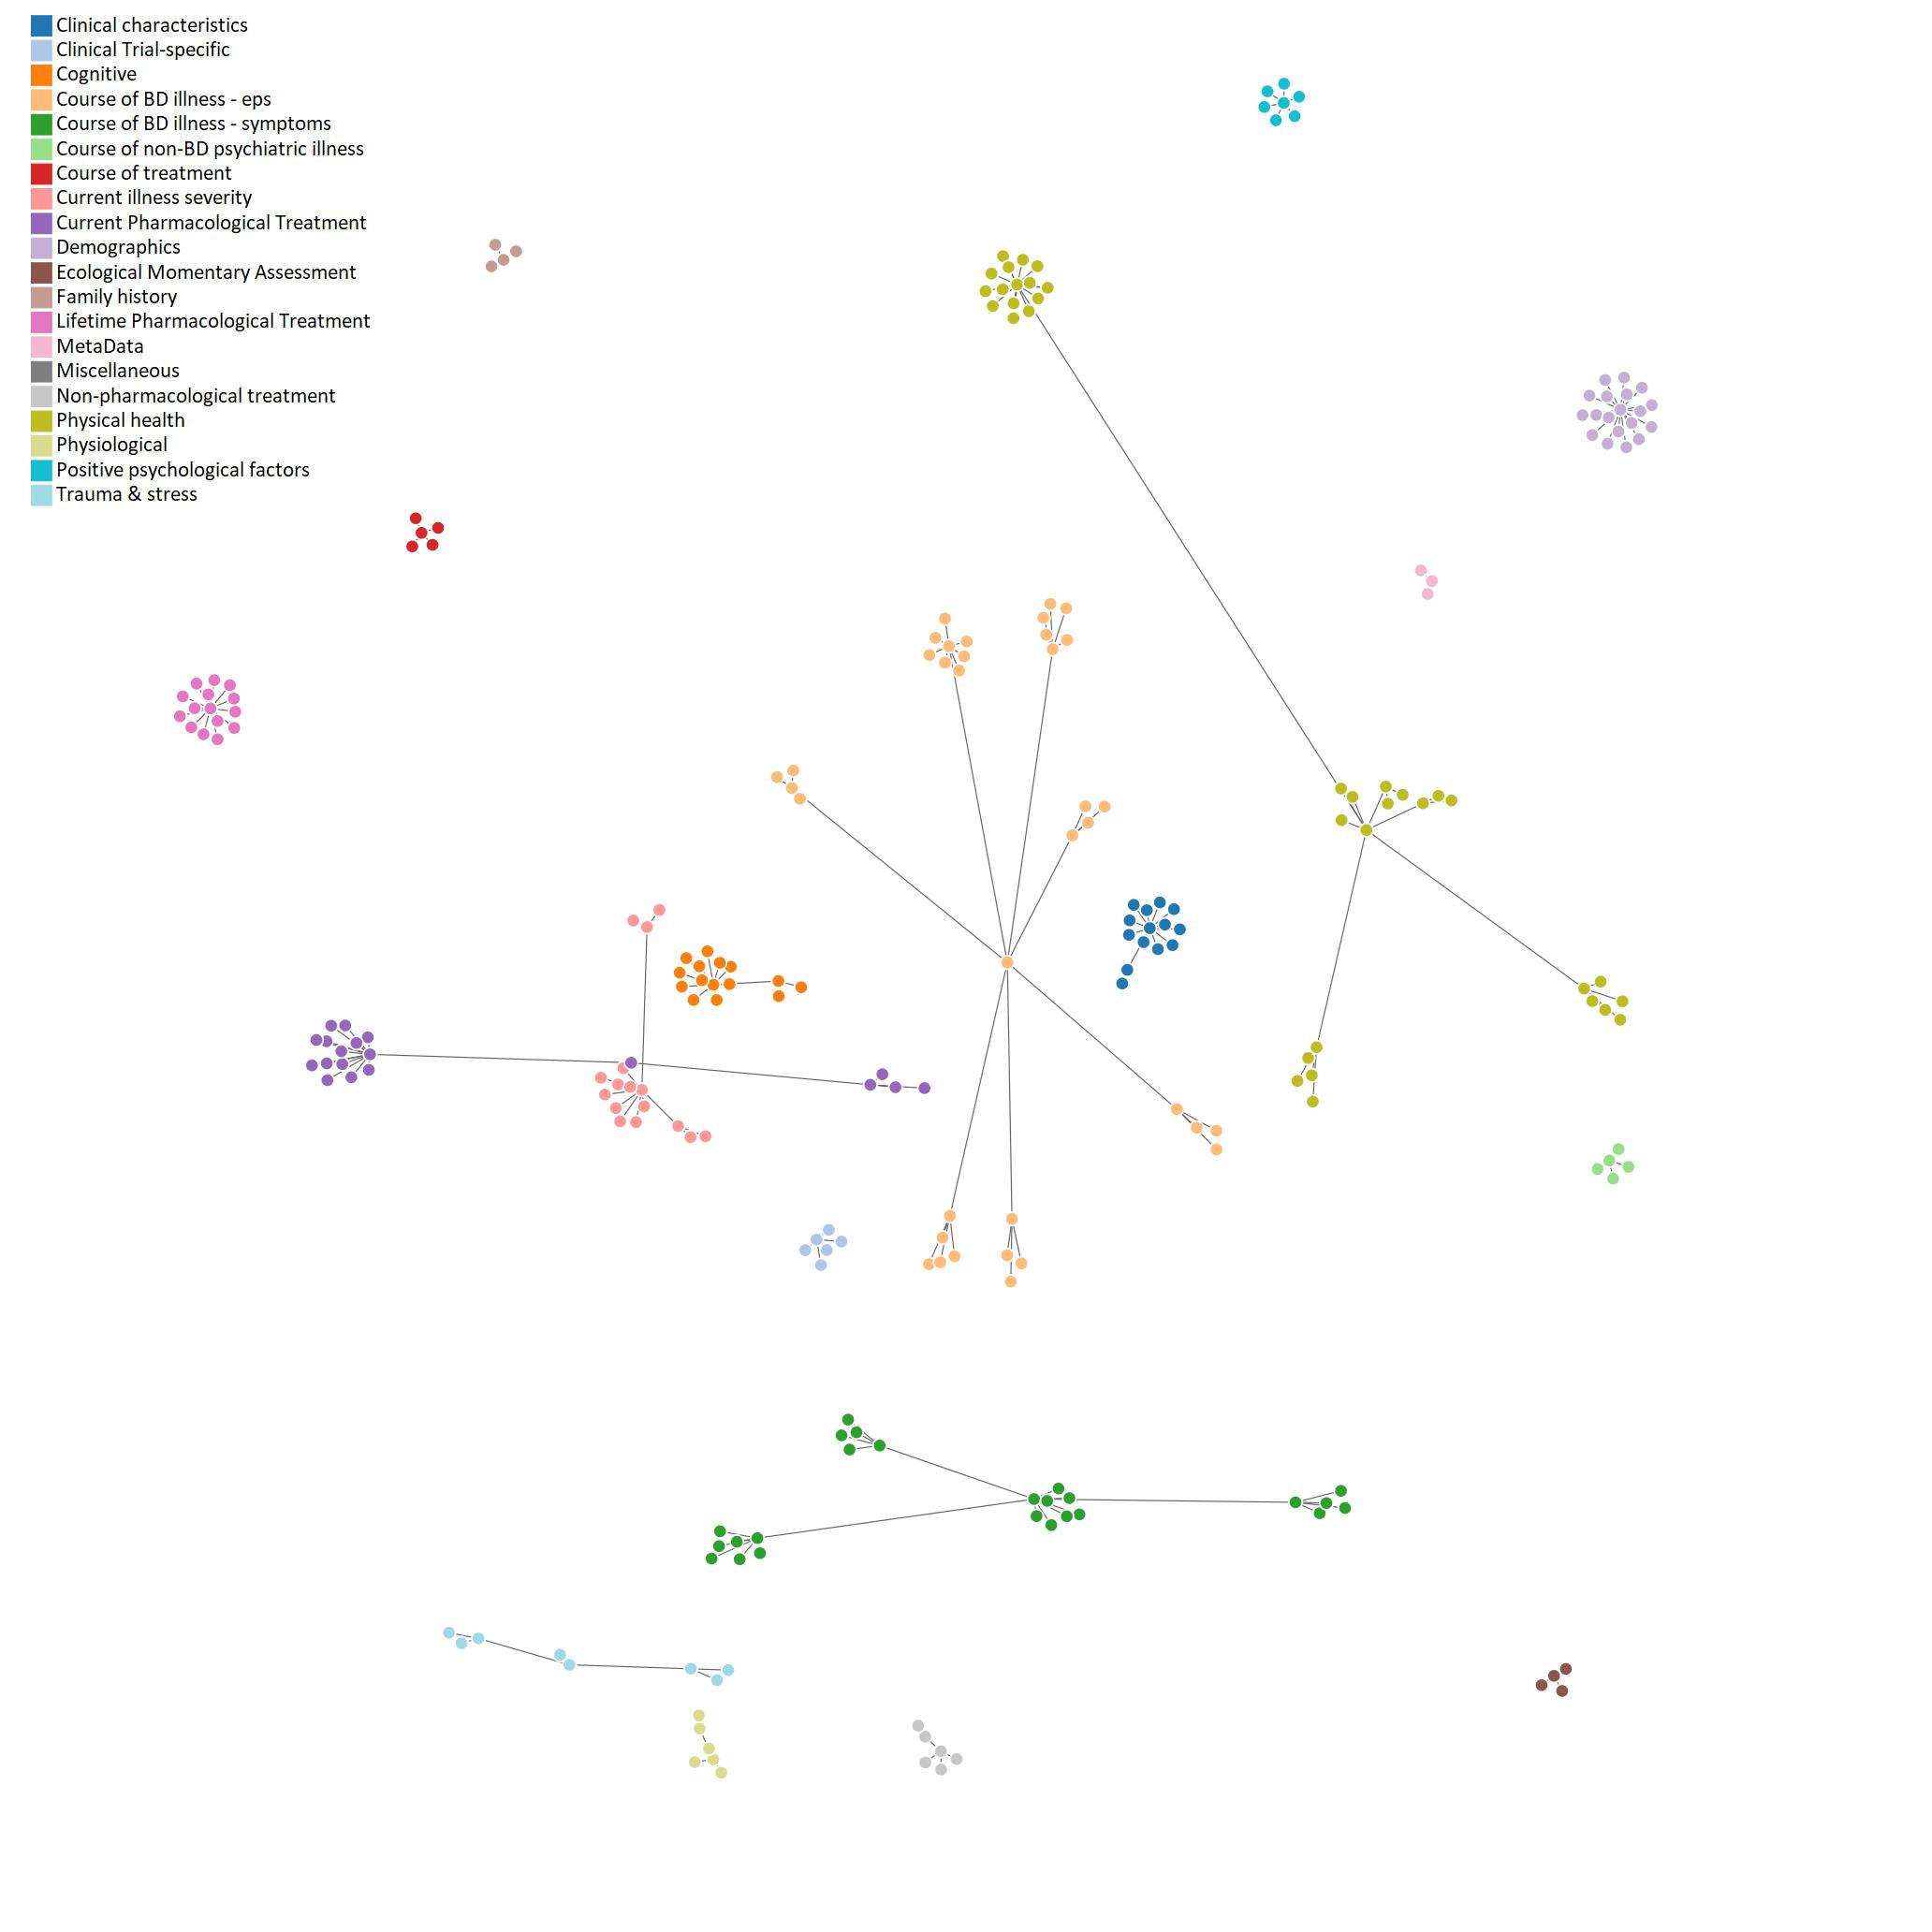 Clinical characteristics
Clinical Trial-specific
Cognitive
Course of BD illness - eps
Course of BD illness - symptoms
Course of non-BD psychiatric illness
Course of treatment
Current illness severity
Current Pharmacological Treatment
Demographics
Ecological Momentary Assessment
Family history
Lifetime Pharmacological Treatment
MetaData
Miscellaneous
Non-pharmacological treatment
Physical health
Physiological
Positive psychological factors
Trauma & stress